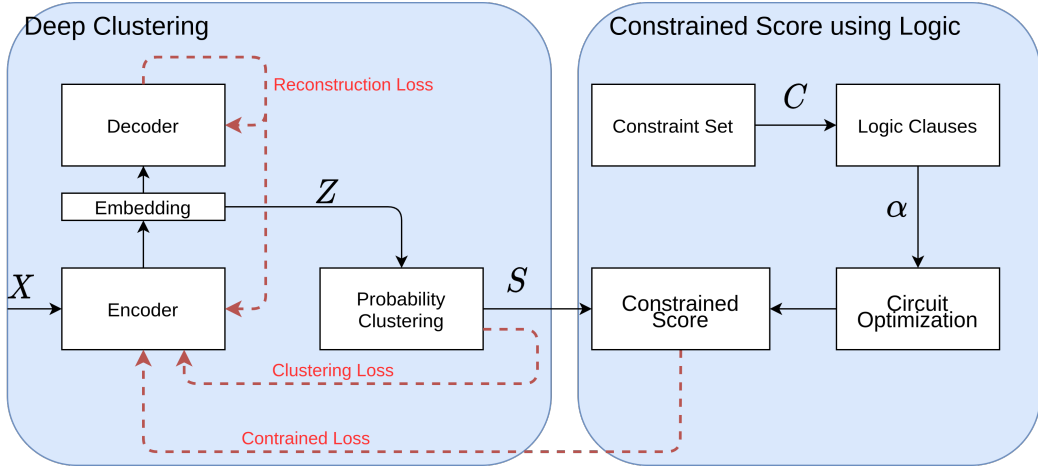 Deep Clustering
Reconstruction Loss
Decoder
Embedding
Z
X
Encoder
Probability
Clustering
S
Clustering Loss
Contrained Loss
Constrained Score using Logic
Constraint Set
C
Logic Clauses
α
Constrained
Score
Circuit
Optimization